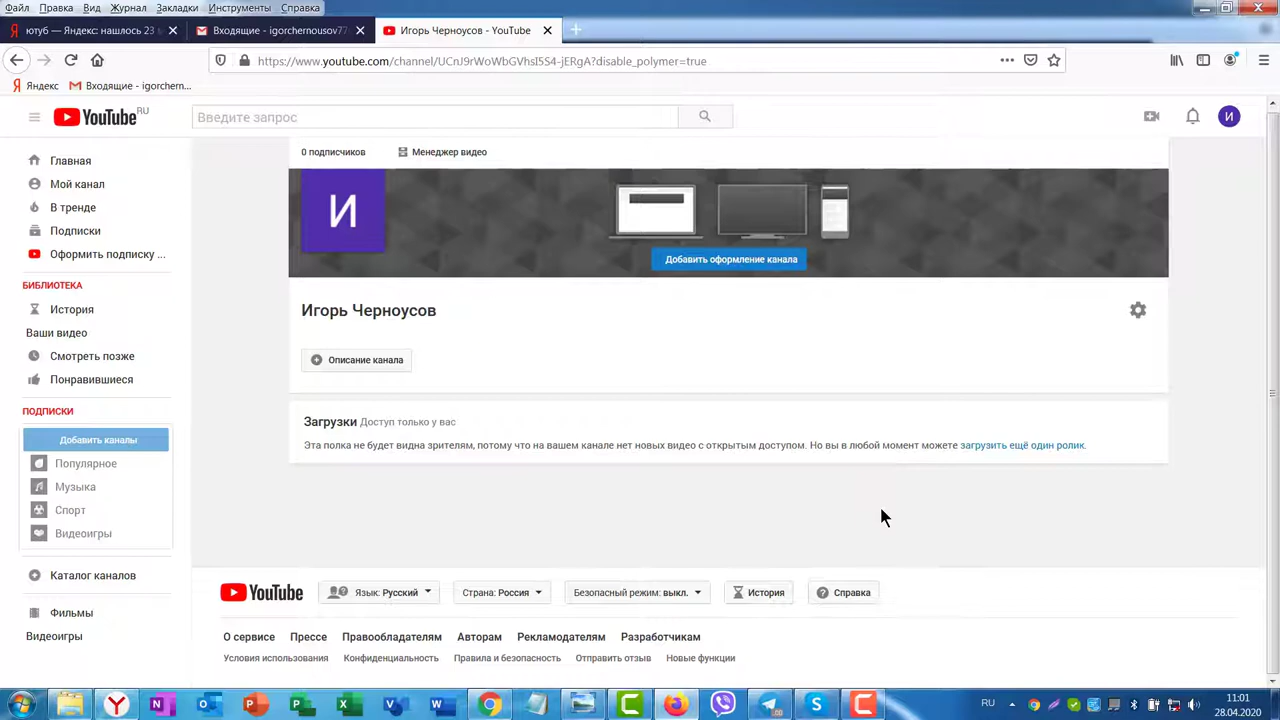 Файл Правка Вид Журнал Закладки Инструменты Справка
ютуб — Яндекс: нашлось 23
Входящие - igorchernousov77
Игорь Черноусов - YouTube
https://www.youtube.com/channel/UCnJ9rWoWbGVhsI5S4-jERgA?disable_polymer=true
Яндекс
Входящие - igorchern...
YouTube RU
Введите запрос
И
Главная
Мой канал
В тренде
Подписки
Оформить подписку ...
БИБЛИОТЕКА
История
Ваши видео
Смотреть позже
Понравившиеся
ПОДПИСКИ
Добавить каналы
Популярное
Музыка
Спорт
Видеоигры
Каталог каналов
Фильмы
Видеоигры
0 подписчиков Менеджер видео
И
Добавить оформление канала
Игорь Черноусов
Описание канала
Загрузки Доступ только у вас
Эта полка не будет видна зрителям, потому что на вашем канале нет новых видео с открытым доступом. Но вы в любой момент можете загрузить ещё один ролик.
YouTube Язык: Русский Страна: Россия Безопасный режим: выкл. История Справка
О сервисе Прессе Правообладателям Авторам Рекламодателям Разработчикам
Условия использования Конфиденциальность Правила и безопасность Отправить отзыв Новые функции
RU
11:01
28.04.2020